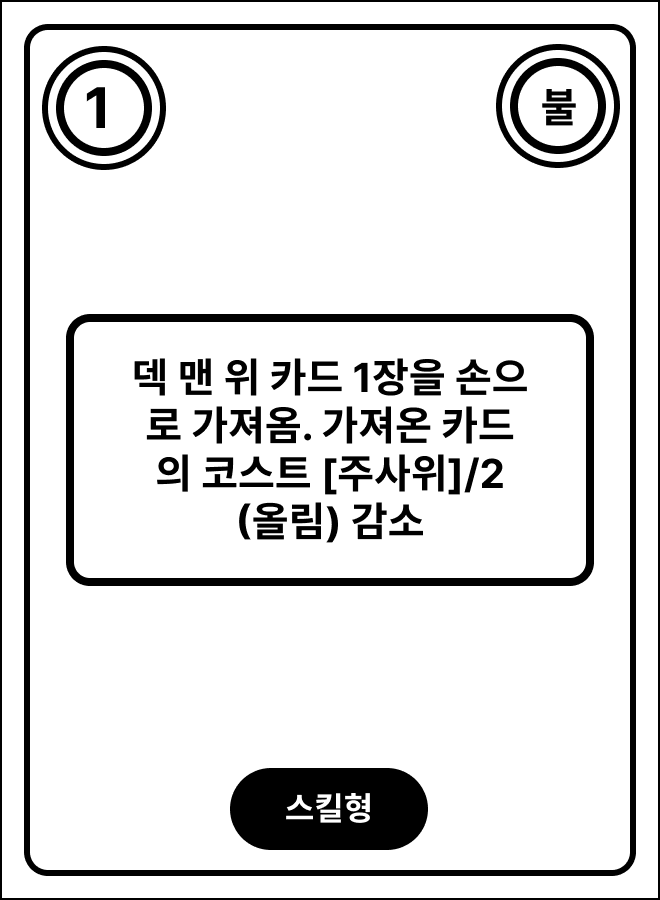 1
불
덱 맨 위 카드 1장을 손으
로 가져옴. 가져온 카드
의 코스트 [주사위]/2
(올림) 감소
스킬형